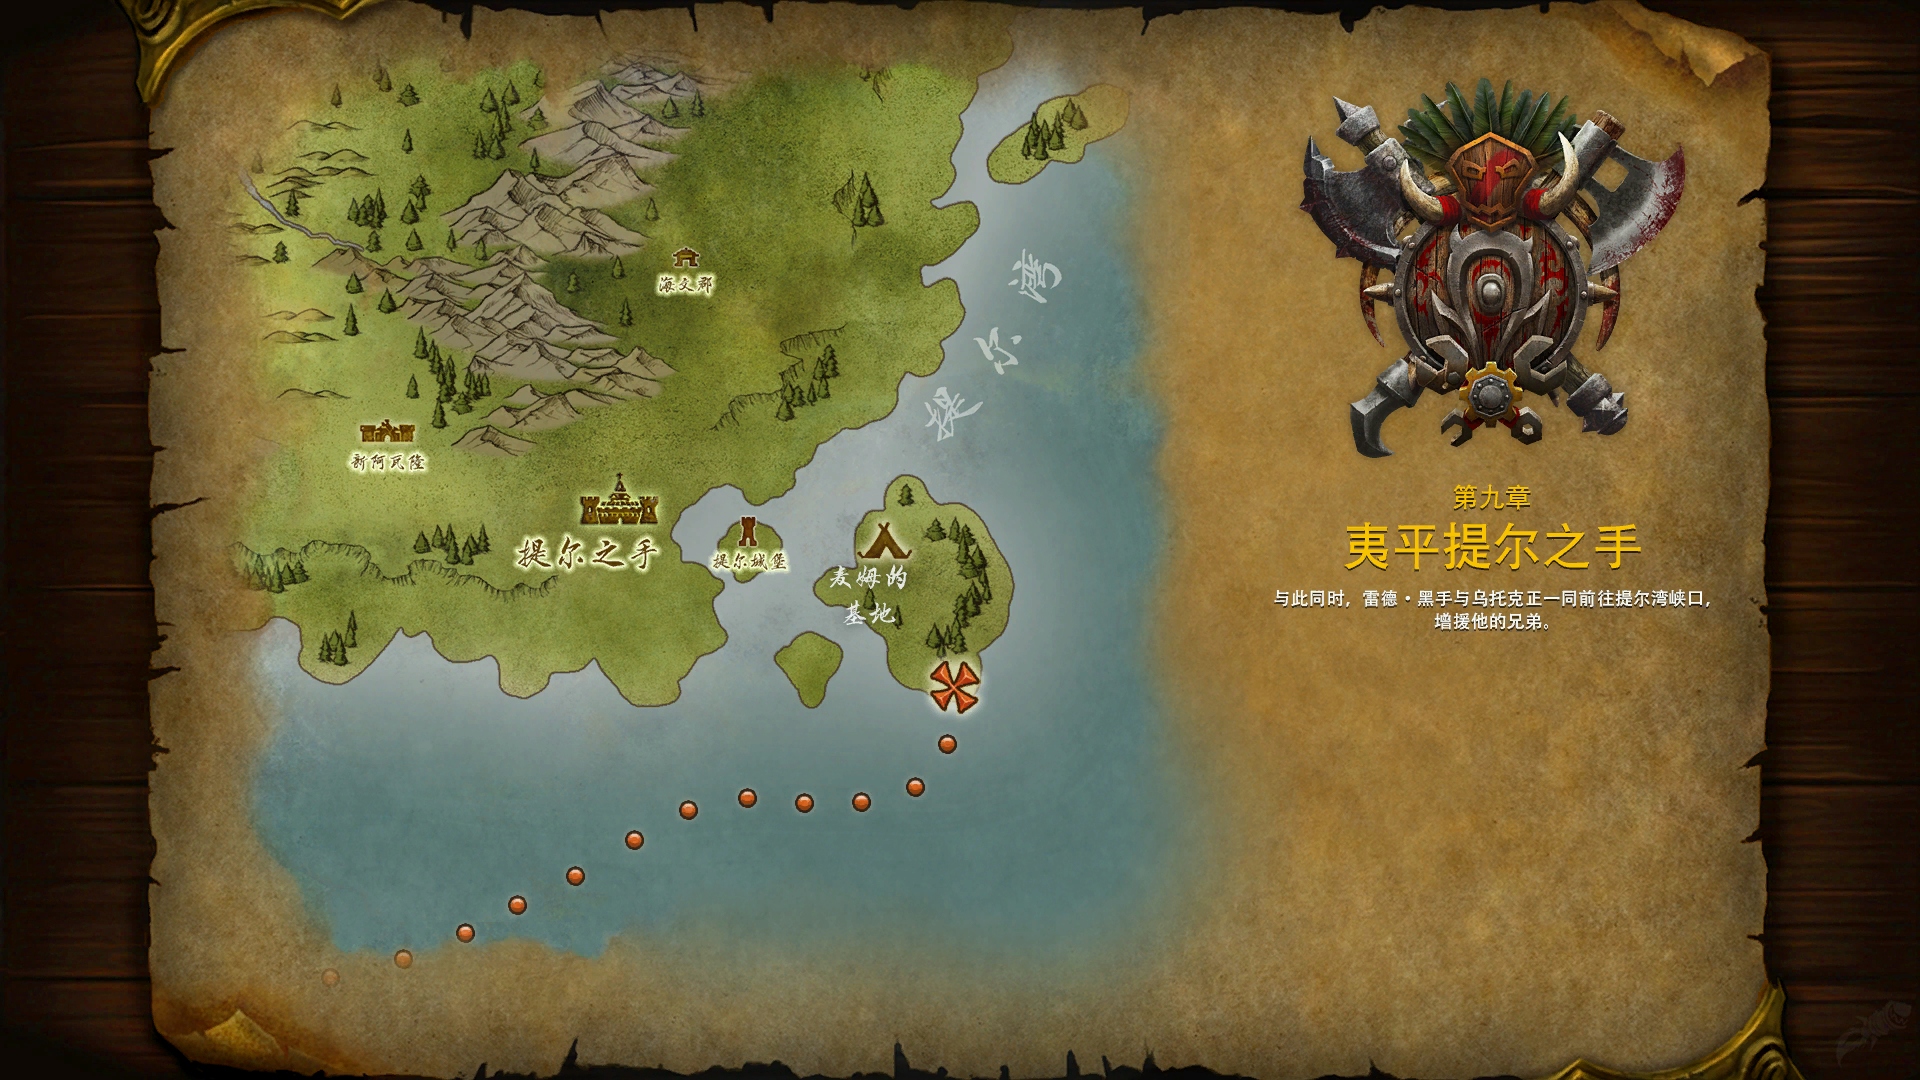 海文郡
湾
尔
提
新阿瓦隆
提尔之手
提尔城堡
麦姆的
基地
第九章
夷平提尔之手
与此同时，雷德·黑手与乌托克正一同前往提尔湾峡口，
增援他的兄弟。